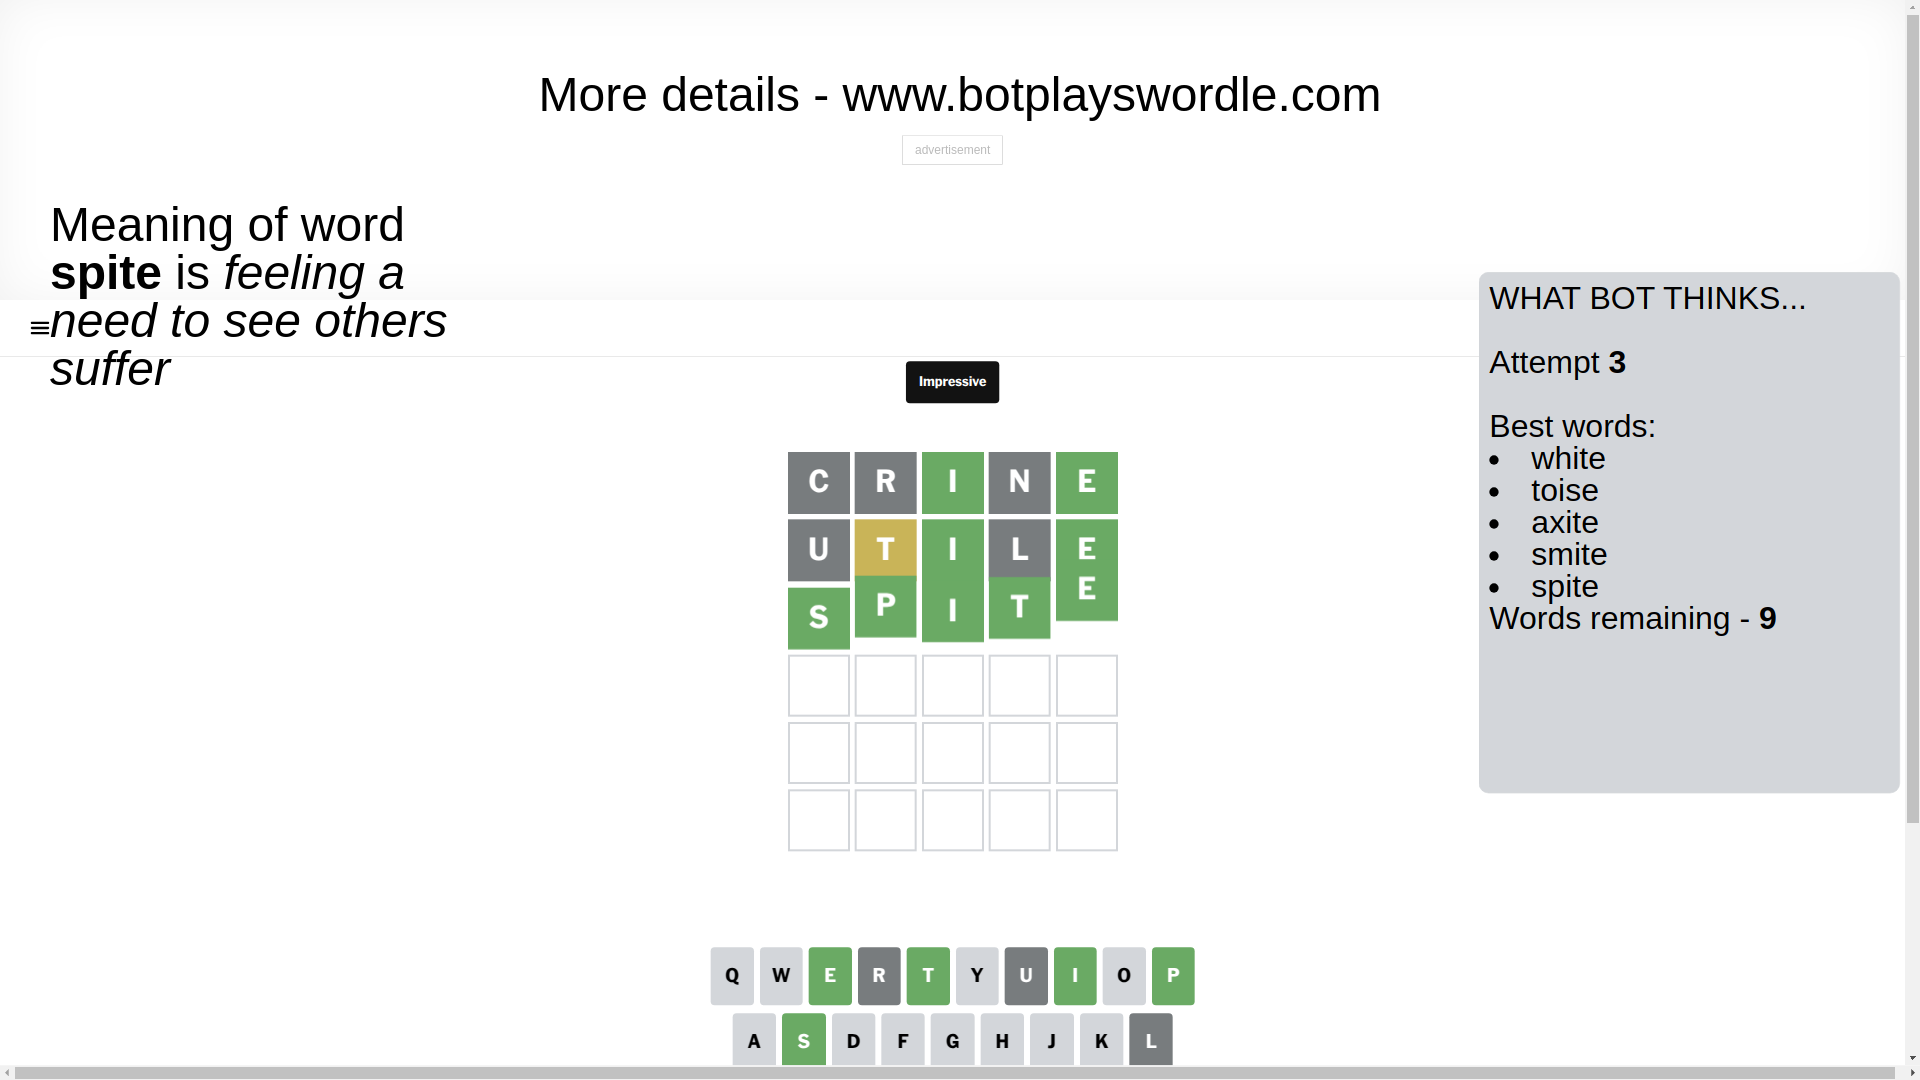 More details - www.botplayswordle.com
advertisement
Meaning of word
spite is feeling a
need to see others
suffer
WHAT BOT THINKS...
Attempt 3
Best words:
• white
• toise
• axite
• smite
• spite
Words remaining - 9
Impressive
C R I N E
U T I L E
S P I T E
Q W E R T Y U I O P
A S D F G H J K L